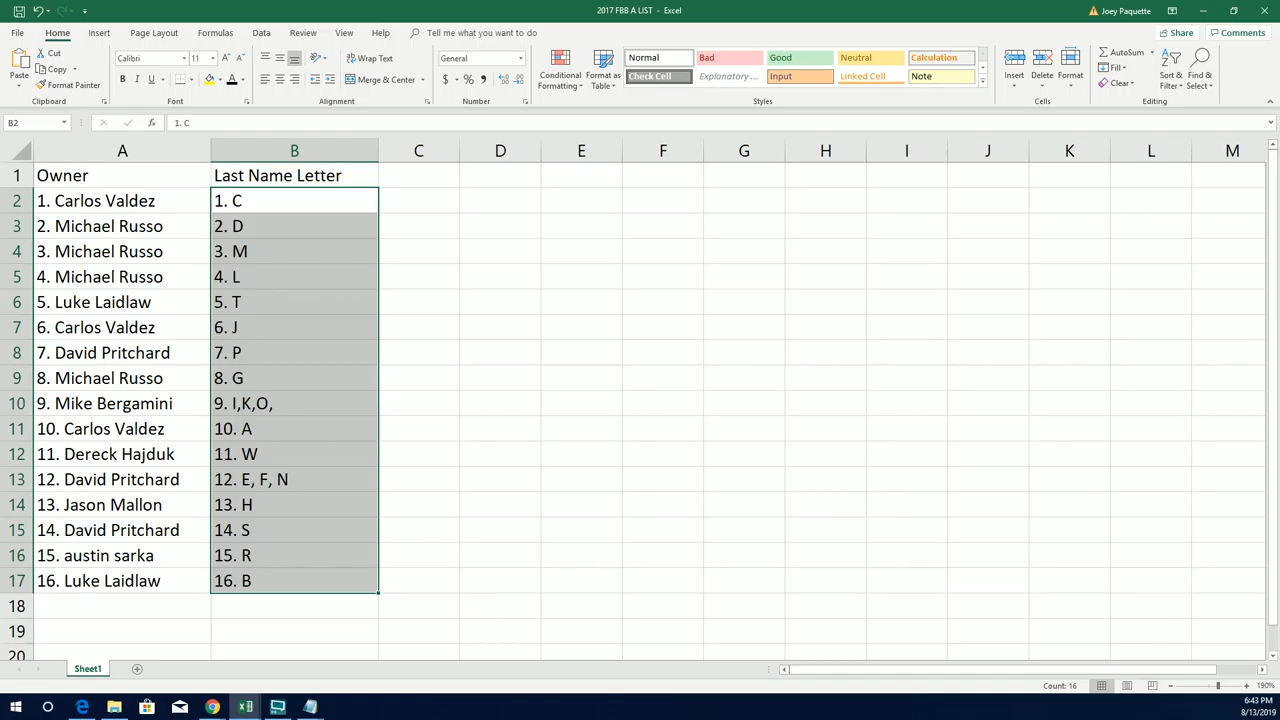 2017 FBB A LIST - Excel
Joey Paquette
File Home Insert Page Layout Formulas Data Review View Help Tell me what you want to do
Share Comments
Paste Cut Copy Format Painter
Calibri 11 A A
B I U A
Wrap Text
Merge & Center
General
$ % ,
Conditional Formatting
Format as Table
Normal Bad Good Neutral Calculation
Check Cell Explanatory ... Input Linked Cell Note
Insert Delete Format
AutoSum
Fill
Clear
Sort & Filter
Find & Select
Clipboard Font Alignment Number Styles Cells Editing
B2 fx 1. C
A B C D E F G H I J K L M
1 Owner Last Name Letter
2 1. Carlos Valdez 1. C
3 2. Michael Russo 2. D
4 3. Michael Russo 3. M
5 4. Michael Russo 4. L
6 5. Luke Laidlaw 5. T
7 6. Carlos Valdez 6. J
8 7. David Pritchard 7. P
9 8. Michael Russo 8. G
10 9. Mike Bergamini 9. I,K,O,
11 10. Carlos Valdez 10. A
12 11. Dereck Hajduk 11. W
13 12. David Pritchard 12. E, F, N
14 13. Jason Mallon 13. H
15 14. David Pritchard 14. S
16 15. austin sarka 15. R
17 16. Luke Laidlaw 16. B
18
19
20
Sheet1
Count: 16 190%
6:43 PM
8/13/2019